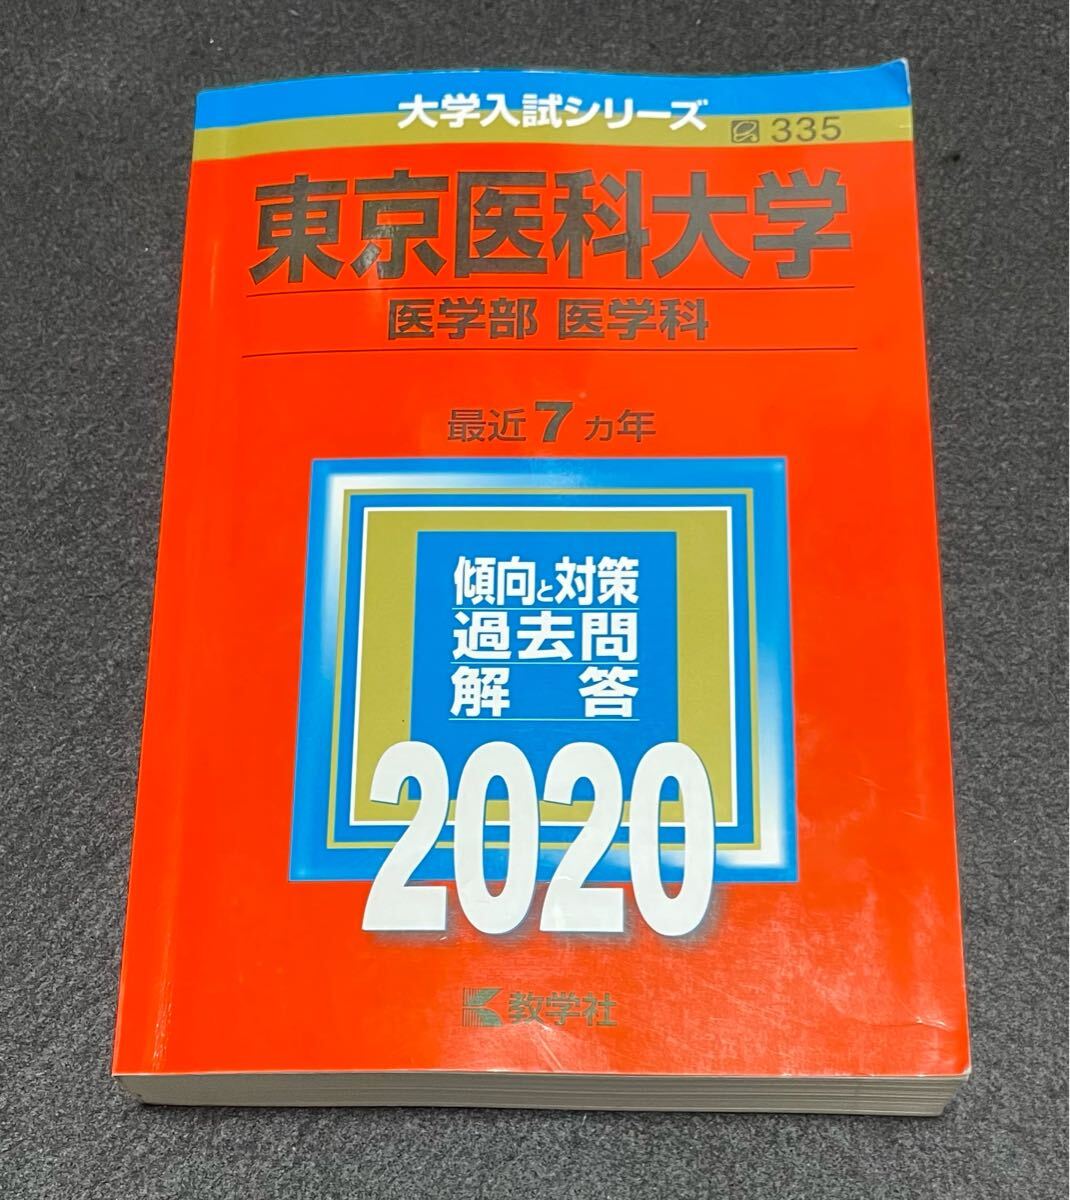 大学入試シリーズ
335
東京医科大学
医学部 医学科
最近7カ年
傾向と対策
過去問
解答
2020
教学社